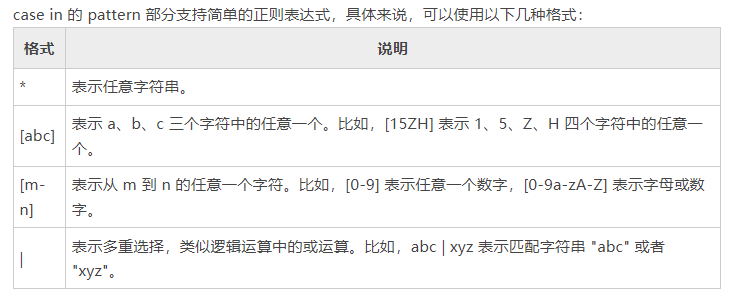 case in 的 pattern 部分支持简单的正则表达式，具体来说，可以使用以下几种格式：
格式 说明
* 表示任意字符串。
[abc] 表示 a、b、c 三个字符中的任意一个。比如，[15ZH] 表示 1、5、Z、H 四个字符中的任意一
个。
[m-
n] 表示从 m 到 n 的任意一个字符。比如，[0-9] 表示任意一个数字，[0-9a-zA-Z] 表示字母或数
字。
| 表示多重选择，类似逻辑运算中的或运算。比如，abc | xyz 表示匹配字符串 "abc" 或者
"xyz"。